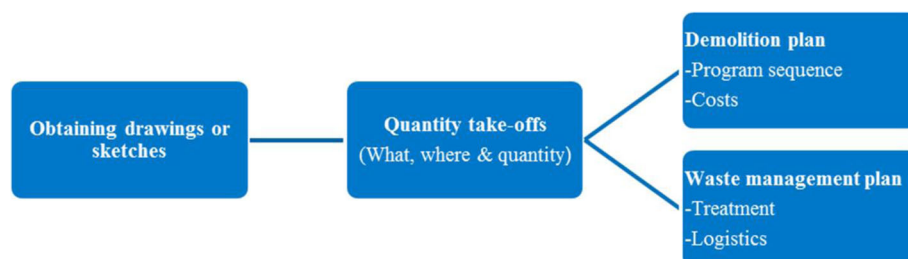 Obtaining drawings or
sketches
Quantity take-offs
(What, where & quantity)
Demolition plan
-Program sequence
-Costs
Waste management plan
-Treatment
-Logistics